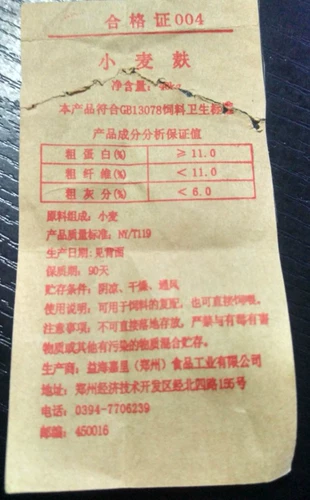 合格证004
小麦麸
净含量:
本产品符合GB13078饲料卫生标准
产品成分分析保证值
粗蛋白(%) ≥11.0
粗纤维(%) <11.0
粗灰分(%) <6.0
原料组成: 小麦
产品质量标准: NY/T119
生产日期: 见背面
保质期: 90天
贮存条件: 阴凉、干燥、通风
使用说明: 可用于饲料的复配, 也可直接饲喂。
注意事项: 不可直接落地存放, 严禁与有毒有害
物质或其他有污染的物质混合贮存。
生产商: 益海嘉里(郑州)食品工业有限公司
地址: 郑州经济技术开发区经北四路155号
电话: 0394-7706239
邮编: 450016